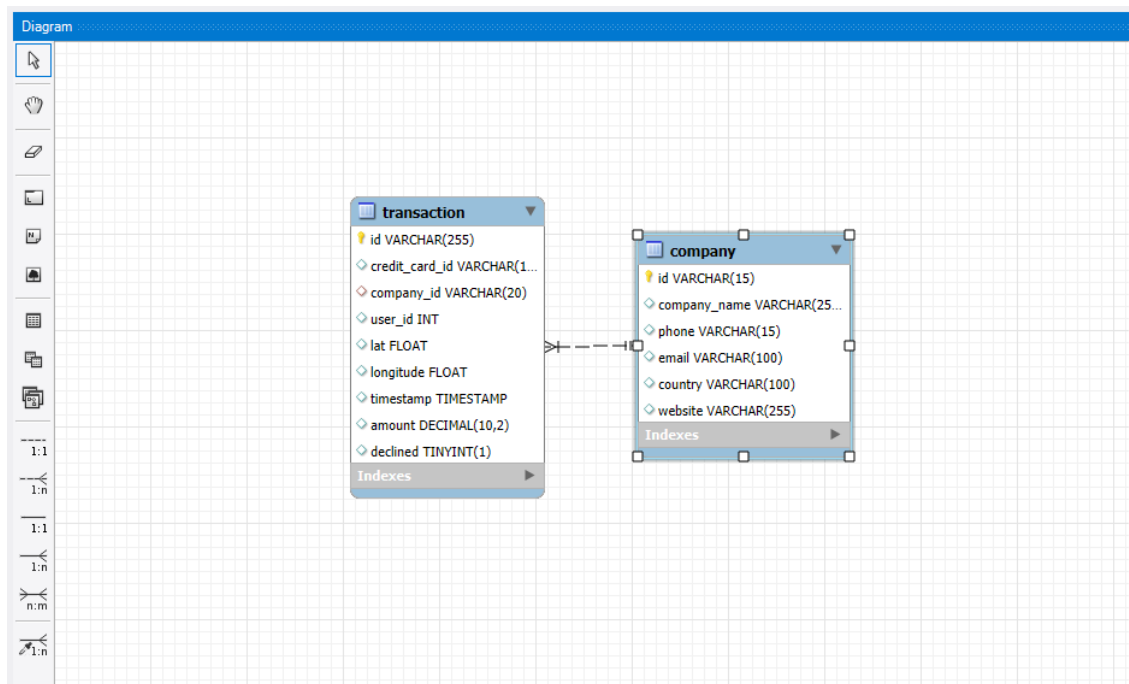 Diagram
transaction
id VARCHAR(255)
credit_card_id VARCHAR(1...
company_id VARCHAR(20)
user_id INT
lat FLOAT
longitude FLOAT
timestamp TIMESTAMP
amount DECIMAL(10,2)
declined TINYINT(1)
Indexes
company
id VARCHAR(15)
company_name VARCHAR(25...
phone VARCHAR(15)
email VARCHAR(100)
country VARCHAR(100)
website VARCHAR(255)
Indexes
1:1
1:n
1:1
1:n
n:m
1:n